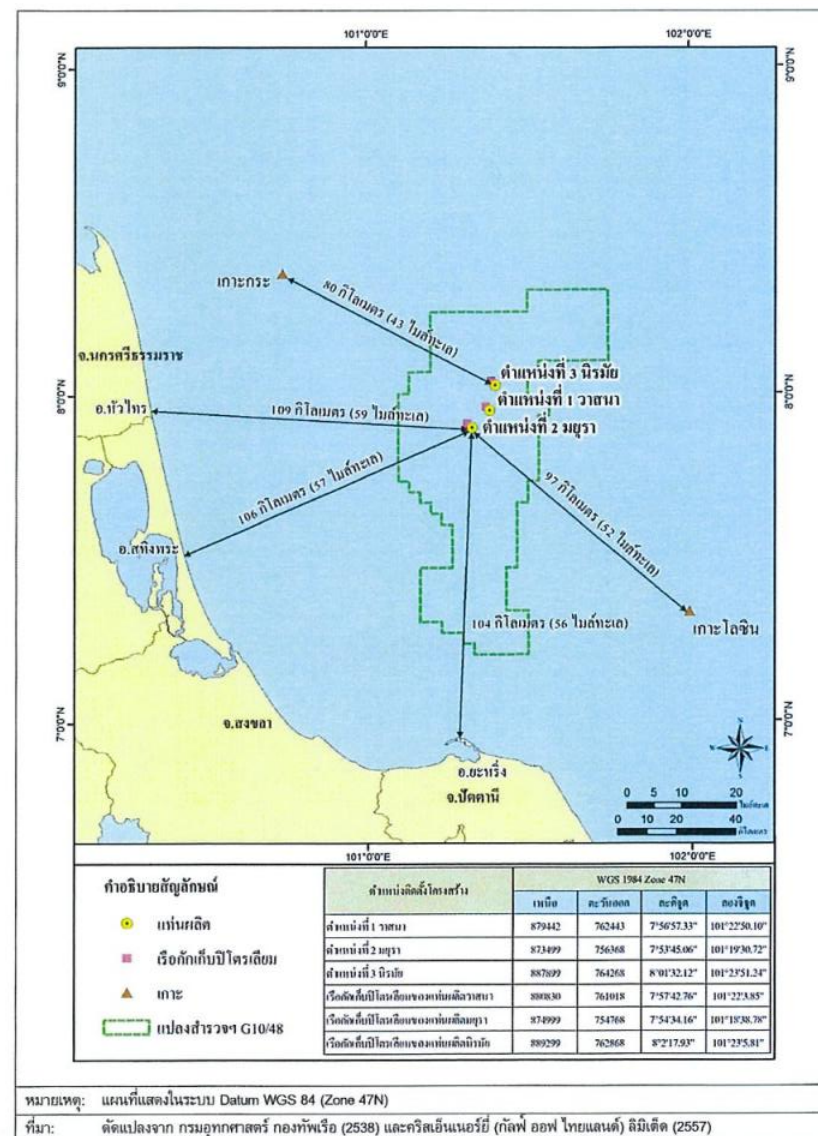 101°0'0"E 102°0'0"E
9°0'0"N 9°0'0"N
เกาะกระ
80 กิโลเมตร (43 ไมล์ทะเล)
จ.นครศรีธรรมราช
ตำแหน่งที่ 3 นิรมัย
8°0'0"N 8°0'0"N
อ.หัวไทร
ตำแหน่งที่ 1 วาสนา
109 กิโลเมตร (59 ไมล์ทะเล)
ตำแหน่งที่ 2 มยุรา
106 กิโลเมตร (57 ไมล์ทะเล)
97 กิโลเมตร (52 ไมล์ทะเล)
อ.สทิงพระ
104 กิโลเมตร (56 ไมล์ทะเล)
เกาะโลซิน
7°0'0"N 7°0'0"N
จ.สงขลา
อ.ยะหริ่ง
จ.ปัตตานี
0 5 10 20
ไมล์ทะเล
0 10 20 40
กิโลเมตร
101°0'0"E 102°0'0"E
คำอธิบายสัญลักษณ์
แท่นผลิต
เรือกักเก็บปิโตรเลียม
เกาะ
แปลงสำรวจฯ G10/48
ตำแหน่งติดตั้งโครงสร้าง WGS 1984 Zone 47N
เหนือ ตะวันออก ละติจูด ลองจิจูด
ตำแหน่งที่ 1 วาสนา 879442 762443 7°56'57.33" 101°22'50.10"
ตำแหน่งที่ 2 มยุรา 873499 756368 7°53'45.06" 101°19'30.72"
ตำแหน่งที่ 3 นิรมัย 887899 764268 8°01'32.12" 101°23'51.24"
เรือกักเก็บปิโตรเลียมของแท่นผลิตวาสนา 880830 761018 7°57'42.76" 101°22'3.85"
เรือกักเก็บปิโตรเลียมของแท่นผลิตมยุรา 874999 754768 7°54'34.16" 101°18'38.78"
เรือกักเก็บปิโตรเลียมของแท่นผลิตนิรมัย 889299 762868 8°2'17.93" 101°23'5.81"
หมายเหตุ: แผนที่แสดงในระบบ Datum WGS 84 (Zone 47N)
ที่มา: ดัดแปลงจาก กรมอุทกศาสตร์ กองทัพเรือ (2538) และคริสเอ็นเนอร์ยี่ (กัลฟ์ ออฟ ไทยแลนด์) ลิมิเต็ด (2557)